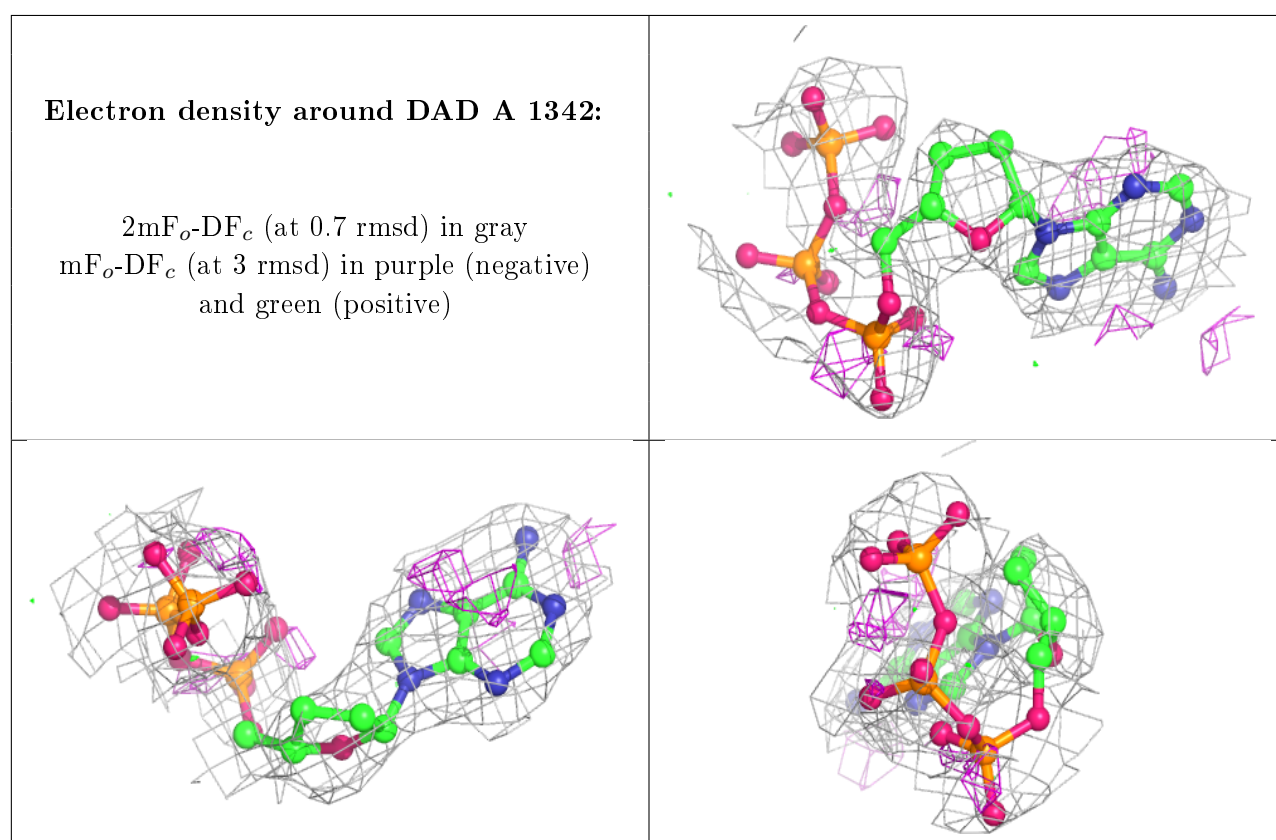 Electron density around DAD A 1342:
2mFo-DFc (at 0.7 rmsd) in gray
mFo-DFc (at 3 rmsd) in purple (negative)
and green (positive)